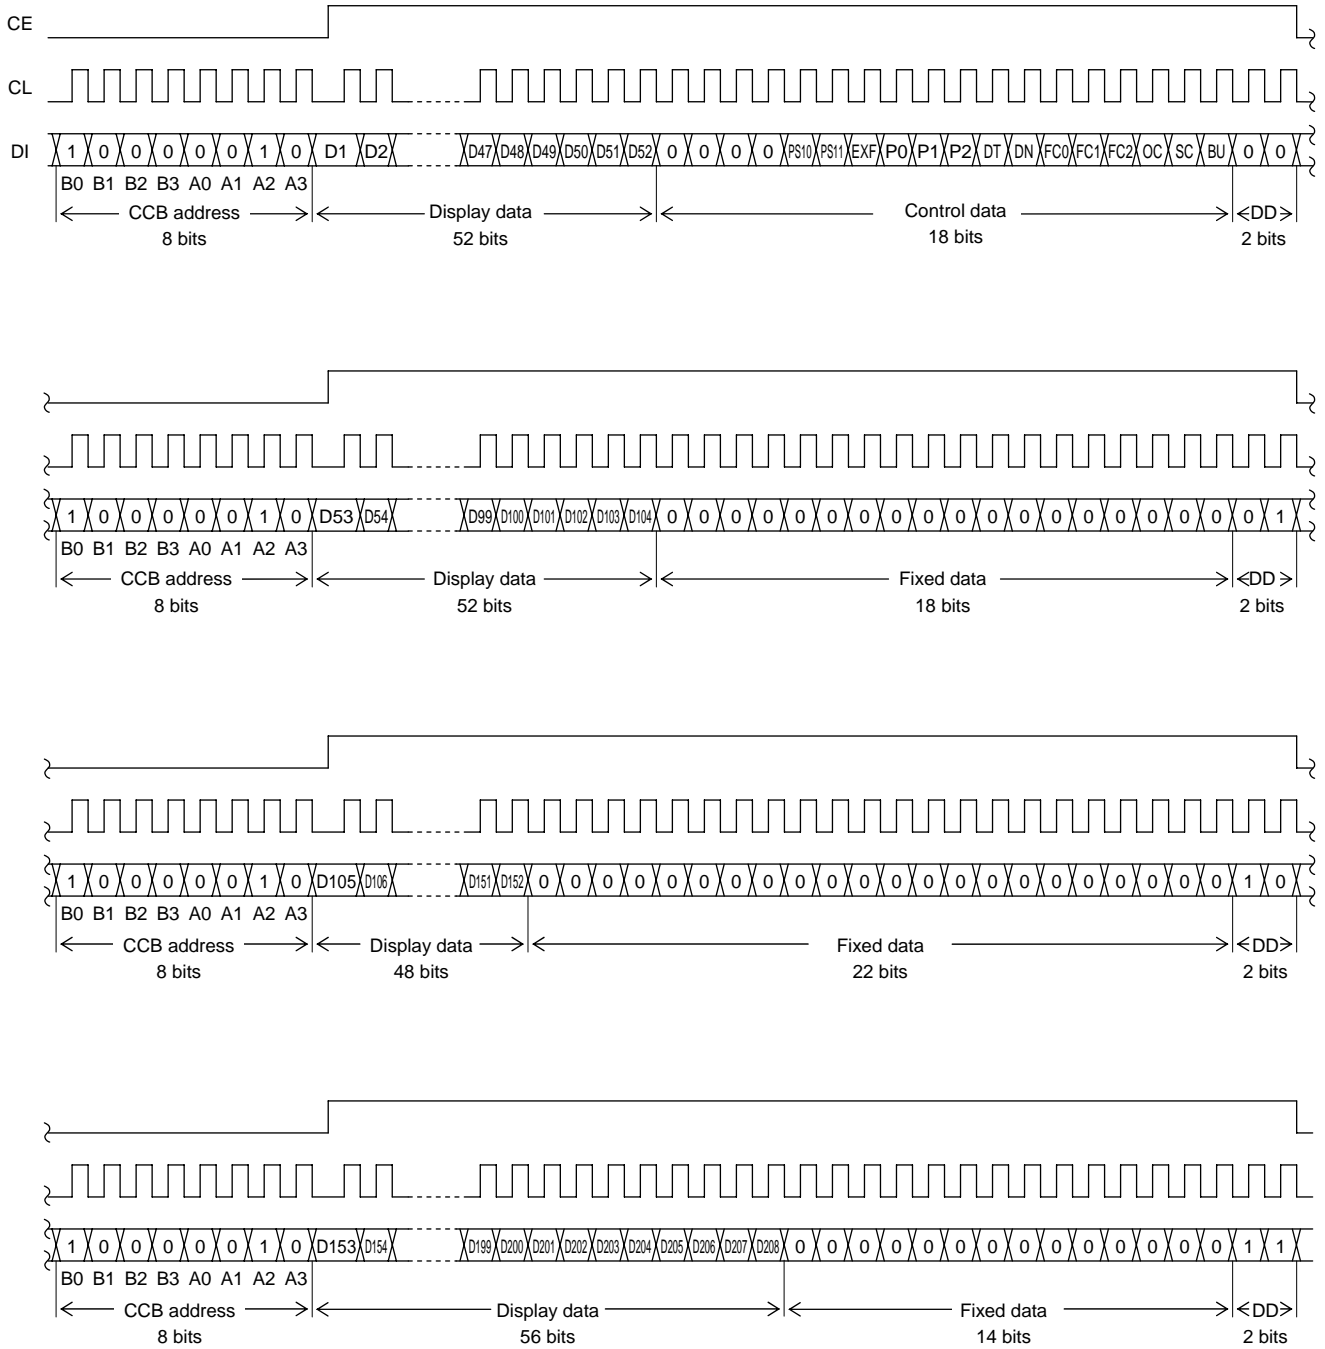 CE
CL
DI 1 0 0 0 0 0 1 0 D1 D2 D47 D48 D49 D50 D51 D52 0 0 0 0 PS10 PS11 EXF P0 P1 P2 DT DN FC0 FC1 FC2 OC SC BU 0 0
B0 B1 B2 B3 A0 A1 A2 A3
CCB address Display data Control data DD
8 bits 52 bits 18 bits 2 bits
1 0 0 0 0 0 1 0 D53 D54 D99 D100 D101 D102 D103 D104 0 0 0 0 0 0 0 0 0 0 0 0 0 0 0 0 0 0 0 1
B0 B1 B2 B3 A0 A1 A2 A3
CCB address Display data Fixed data DD
8 bits 52 bits 18 bits 2 bits
1 0 0 0 0 0 1 0 D105 D106 D151 D152 0 0 0 0 0 0 0 0 0 0 0 0 0 0 0 0 0 0 0 0 0 0 1 0
B0 B1 B2 B3 A0 A1 A2 A3
CCB address Display data Fixed data DD
8 bits 48 bits 22 bits 2 bits
1 0 0 0 0 0 1 0 D153 D154 D199 D200 D201 D202 D203 D204 D205 D206 D207 D208 0 0 0 0 0 0 0 0 0 0 0 0 0 0 1 1
B0 B1 B2 B3 A0 A1 A2 A3
CCB address Display data Fixed data DD
8 bits 56 bits 14 bits 2 bits